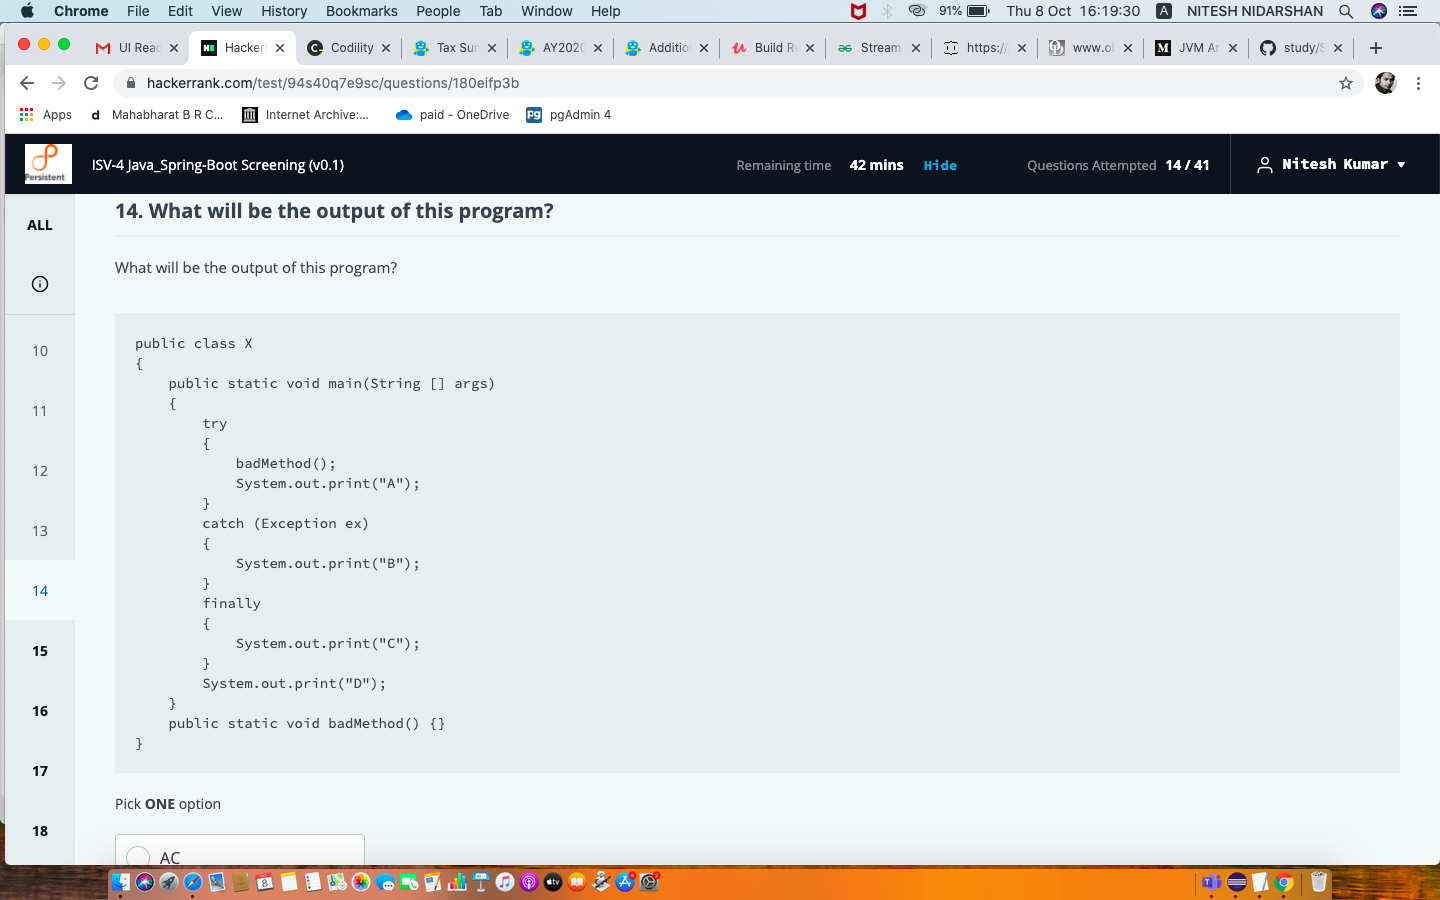 Chrome File Edit View History Bookmarks People Tab Window Help 91% Thu 8 Oct 16:19:30 A NITESH NIDARSHAN
UI Reac Hacker Codility Tax Sur AY202 Additio Build R Stream https:// www.ol JVM Ar study/S
hackerrank.com/test/94s40q7e9sc/questions/180eifp3b
Apps Mahabharat B R C... Internet Archive:... paid - OneDrive pgAdmin 4
Persistent ISV-4 Java_Spring-Boot Screening (v0.1) Remaining time 42 mins Hide Questions Attempted 14 / 41 Nitesh Kumar
ALL
10
11
12
13
14
15
16
17
18
14. What will be the output of this program?
What will be the output of this program?
public class X
{
    public static void main(String [] args)
    {
        try
        {
            badMethod();
            System.out.print("A");
        }
        catch (Exception ex)
        {
            System.out.print("B");
        }
        finally
        {
            System.out.print("C");
        }
        System.out.print("D");
    }
    public static void badMethod() {}
}
Pick ONE option
AC